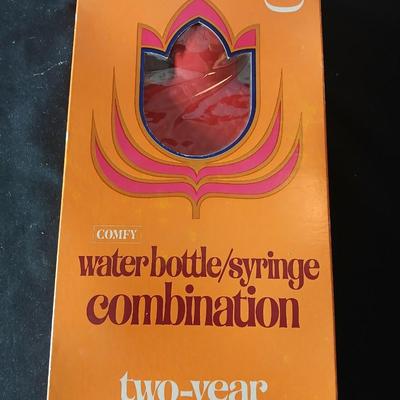 COMFY
water bottle/syringe
combination
two-year